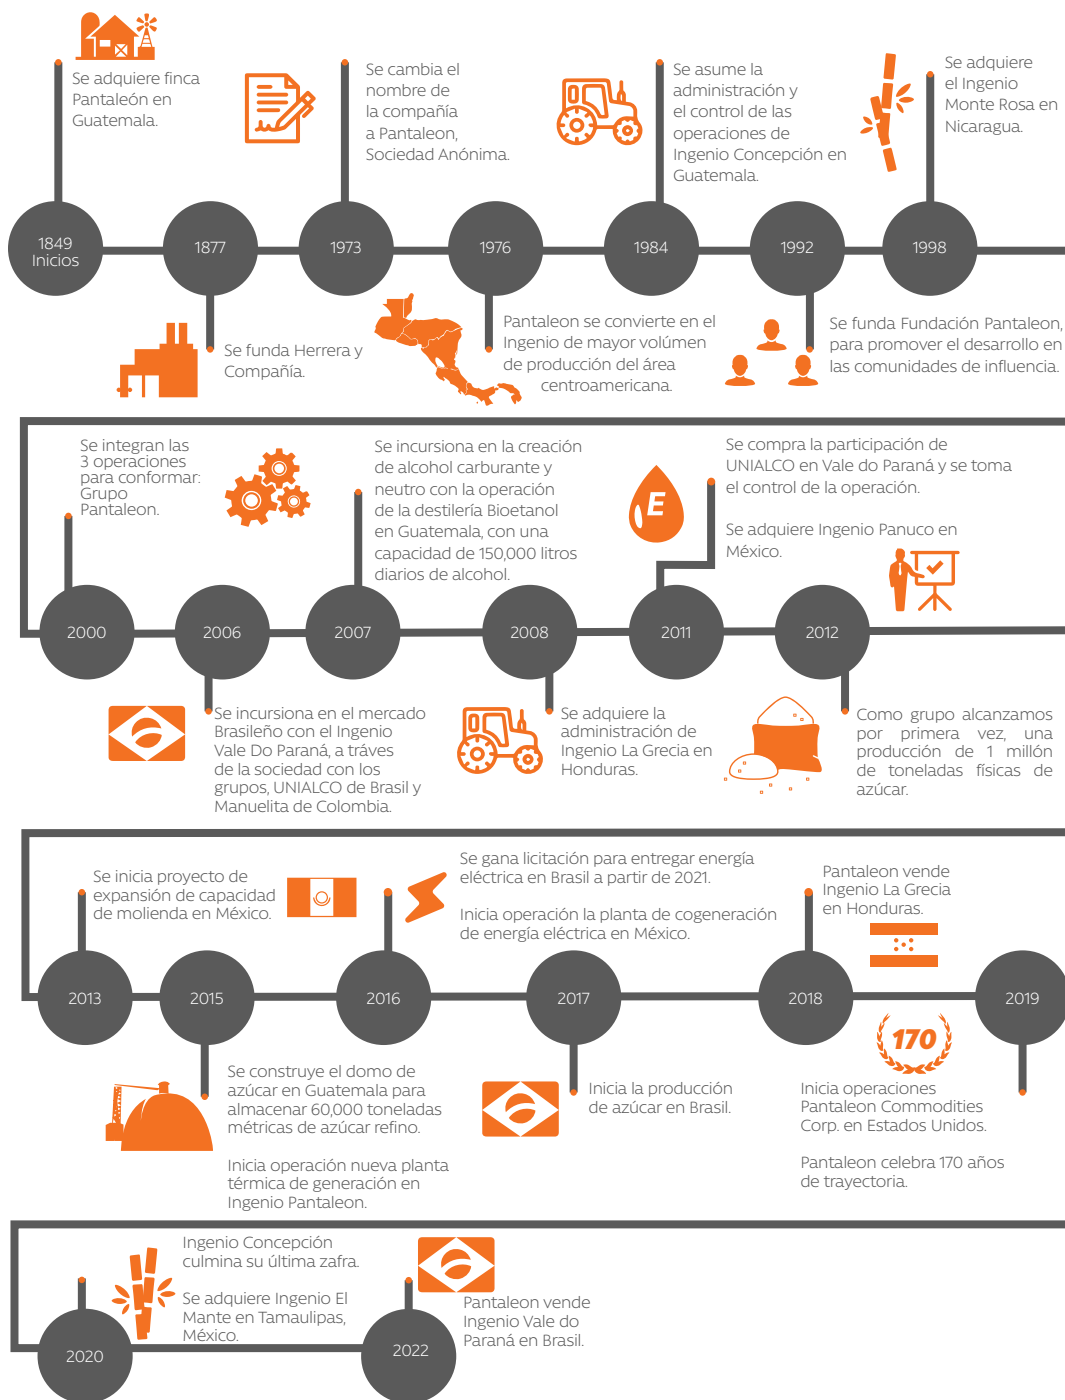 Se adquiere finca
Pantaleón en
Guatemala.
Se cambia el
nombre de
la compañía
a Pantaleon,
Sociedad Anónima.
Se asume la
administración y
el control de las
operaciones de
Ingenio Concepción en
Guatemala.
Se adquiere
el Ingenio
Monte Rosa en
Nicaragua.
1849
Inicios
1877
1973
1976
1984
1992
1998
Se funda Herrera y
Compañía.
Pantaleon se convierte en el
Ingenio de mayor volúmen
de producción del área
centroamericana.
Se funda Fundación Pantaleon,
para promover el desarrollo en
las comunidades de influencia.
Se integran las
3 operaciones
para conformar:
Grupo
Pantaleon.
Se incursiona en la creación
de alcohol carburante y
neutro con la operación
de la destilería Bioetanol
en Guatemala, con una
capacidad de 150,000 litros
diarios de alcohol.
E
Se compra la participación de
UNIALCO en Vale do Paraná y se toma
el control de la operación.
Se adquiere Ingenio Panuco en
México.
2000
2006
2007
2008
2011
2012
Se incursiona en el mercado
Brasileño con el Ingenio
Vale Do Paraná, a tráves
de la sociedad con los
grupos, UNIALCO de Brasil y
Manuelita de Colombia.
Se adquiere la
administración de
Ingenio La Grecia en
Honduras.
Como grupo alcanzamos
por primera vez, una
producción de 1 millón
de toneladas físicas de
azúcar.
Se inicia proyecto de
expansión de capacidad
de molienda en México.
Se gana licitación para entregar energía
eléctrica en Brasil a partir de 2021.
Inicia operación la planta de cogeneración
de energía eléctrica en México.
Pantaleon vende
Ingenio La Grecia
en Honduras.
2013
2015
2016
2017
2018
2019
Se construye el domo de
azúcar en Guatemala para
almacenar 60,000 toneladas
métricas de azúcar refino.
Inicia operación nueva planta
térmica de generación en
Ingenio Pantaleon.
Inicia la producción
de azúcar en Brasil.
170
Inicia operaciones
Pantaleon Commodities
Corp. en Estados Unidos.
Pantaleon celebra 170 años
de trayectoria.
Ingenio Concepción
culmina su última zafra.
Se adquiere Ingenio El
Mante en Tamaulipas,
México.
Pantaleon vende
Ingenio Vale do
Paraná en Brasil.
2020
2022